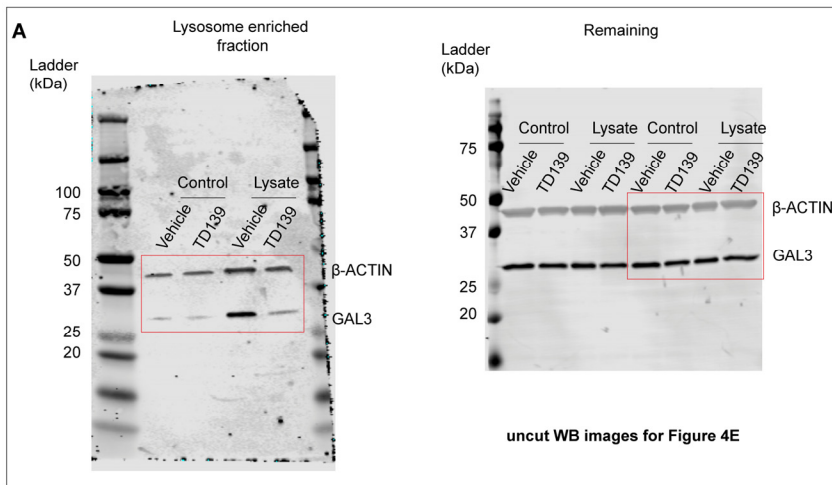 A
Lysosome enriched
fraction
Ladder
(kDa)
Control Lysate
Vehicle TD139 Vehicle TD139
100
75
50
37
25
20
β-ACTIN
GAL3
Remaining
Ladder
(kDa)
Control Lysate Control Lysate
Vehicle TD139 Vehicle TD139 Vehicle TD139 Vehicle TD139
75
50
37
25
20
β-ACTIN
GAL3
uncut WB images for Figure 4E